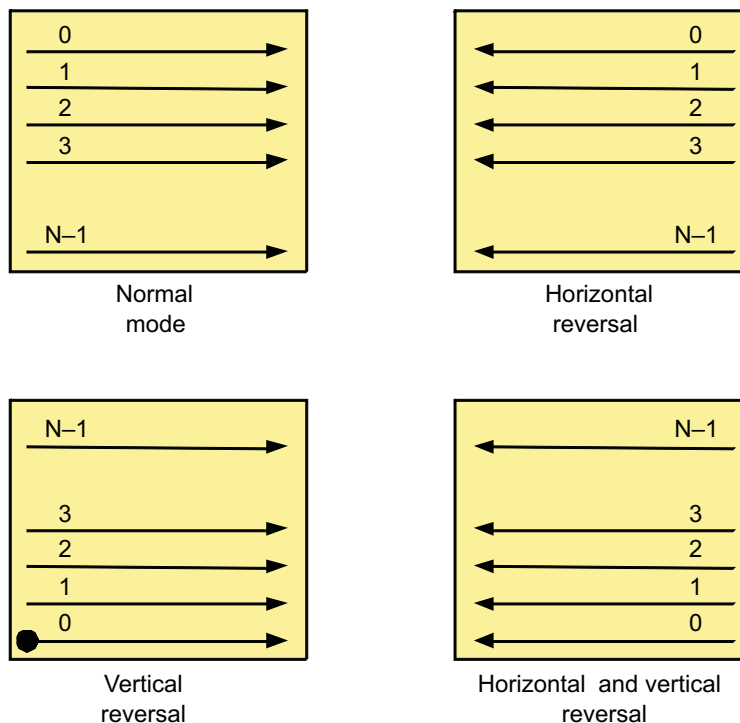 0
1
2
3
N–1
Normal
mode
0
1
2
3
N–1
Horizontal
reversal
N–1
3
2
1
0
Vertical
reversal
N–1
3
2
1
0
Horizontal and vertical
reversal